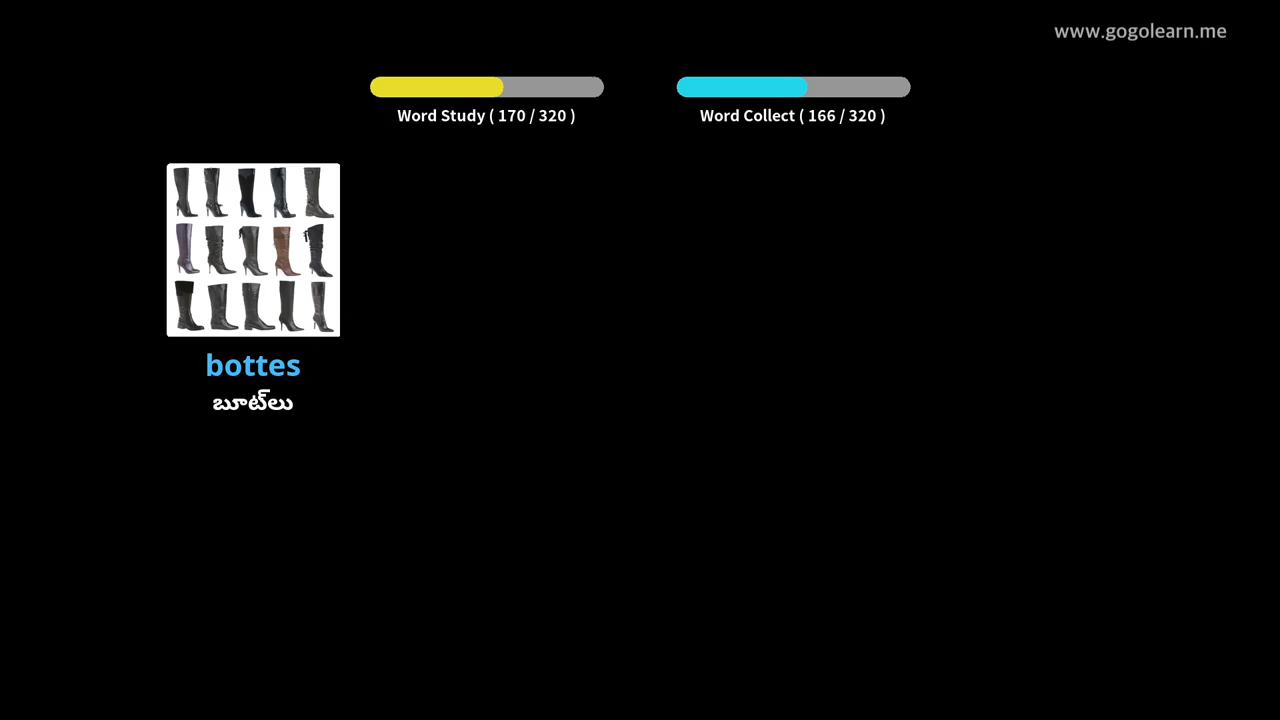 www.gogolearn.me
Word Study ( 170 / 320 )
Word Collect ( 166 / 320 )
bottes
బూట్‌లు